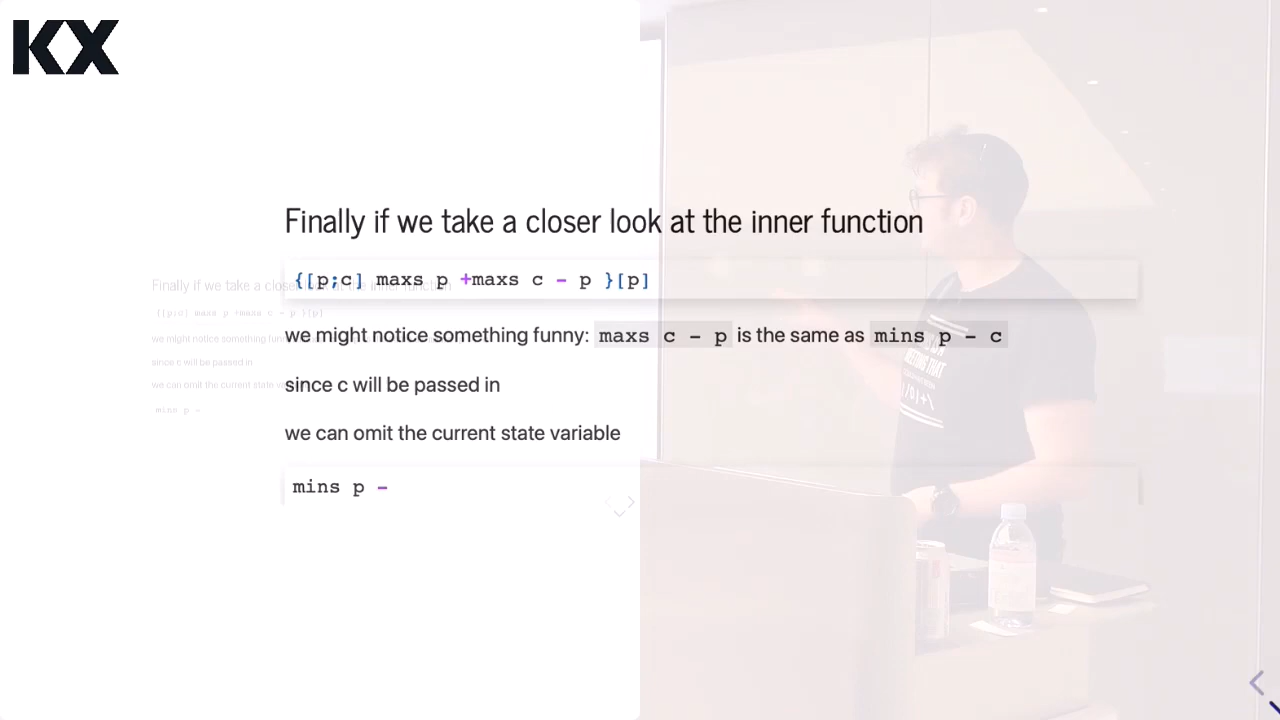 KX
Finally if we take a closer look at the inner function
{[p;c] maxs p +maxs c - p }[p]
we might notice something funny: maxs c - p is the same as mins p - c
since c will be passed in
we can omit the current state variable
mins p -